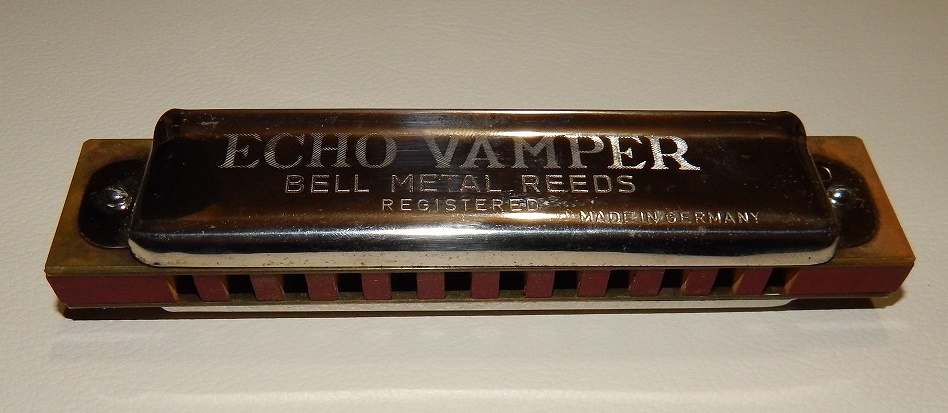 ECHO VAMPER
BELL METAL REEDS
REGISTERED
MADE IN GERMANY